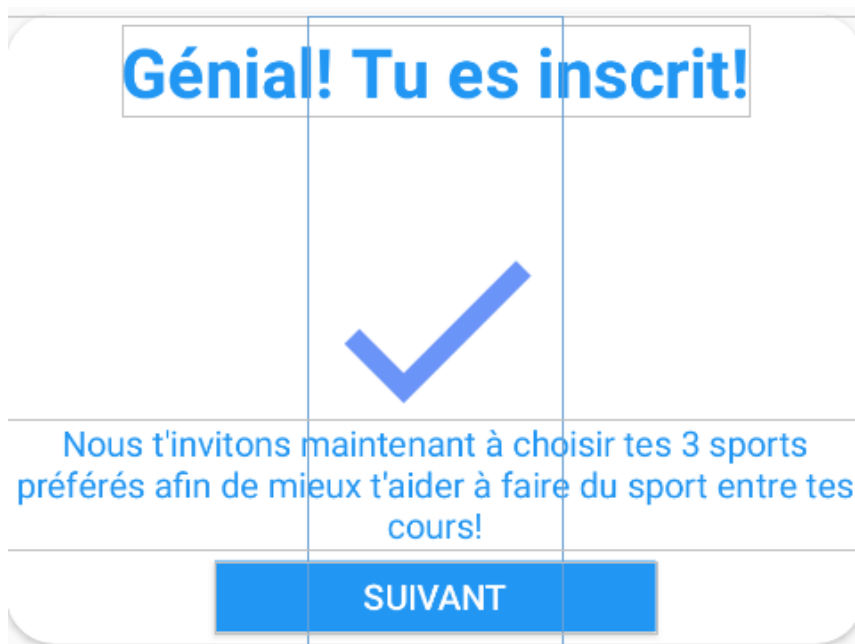 Génial! Tu es inscrit!
Nous t'invitons maintenant à choisir tes 3 sports
préférés afin de mieux t'aider à faire du sport entre tes
cours!
SUIVANT